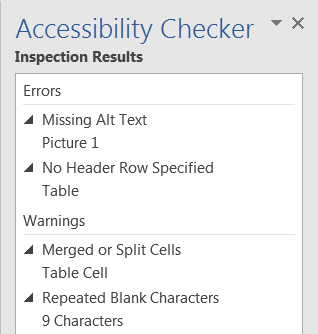 Accessibility Checker
Inspection Results
Errors
Missing Alt Text
Picture 1
No Header Row Specified
Table
Warnings
Merged or Split Cells
Table Cell
Repeated Blank Characters
9 Characters